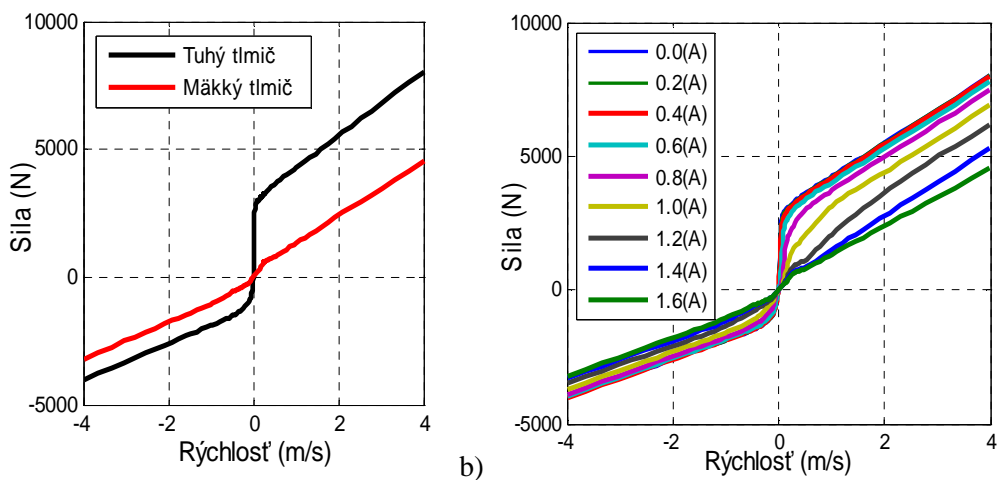 10000
5000
0
-5000
-4
-2
0
2
4
Sila (N)
Rýchlosť (m/s)
Tuhý tlmič
Mäkký tlmič
b)
10000
5000
0
-5000
-4
-2
0
2
4
Sila (N)
Rýchlosť (m/s)
0.0(A)
0.2(A)
0.4(A)
0.6(A)
0.8(A)
1.0(A)
1.2(A)
1.4(A)
1.6(A)